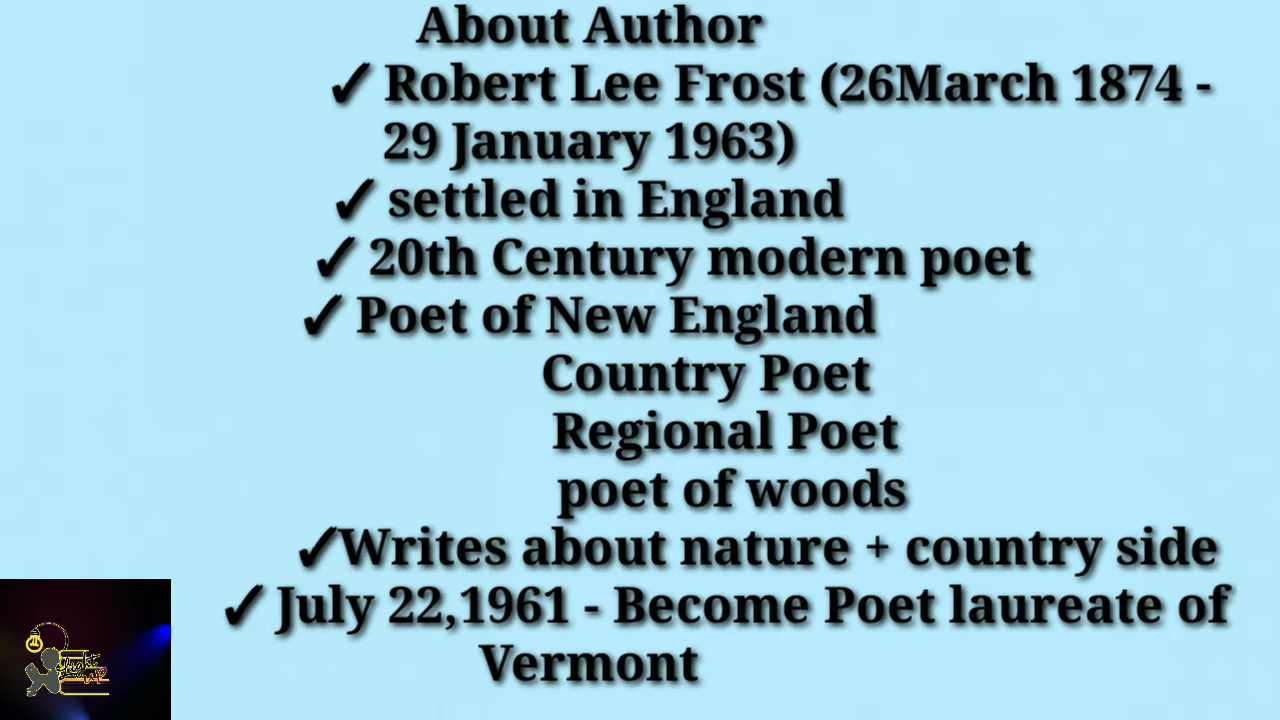 About Author
✓ Robert Lee Frost (26March 1874 -
29 January 1963)
✓ settled in England
✓ 20th Century modern poet
✓ Poet of New England
Country Poet
Regional Poet
poet of woods
✓Writes about nature + country side
✓ July 22,1961 - Become Poet laureate of
Vermont